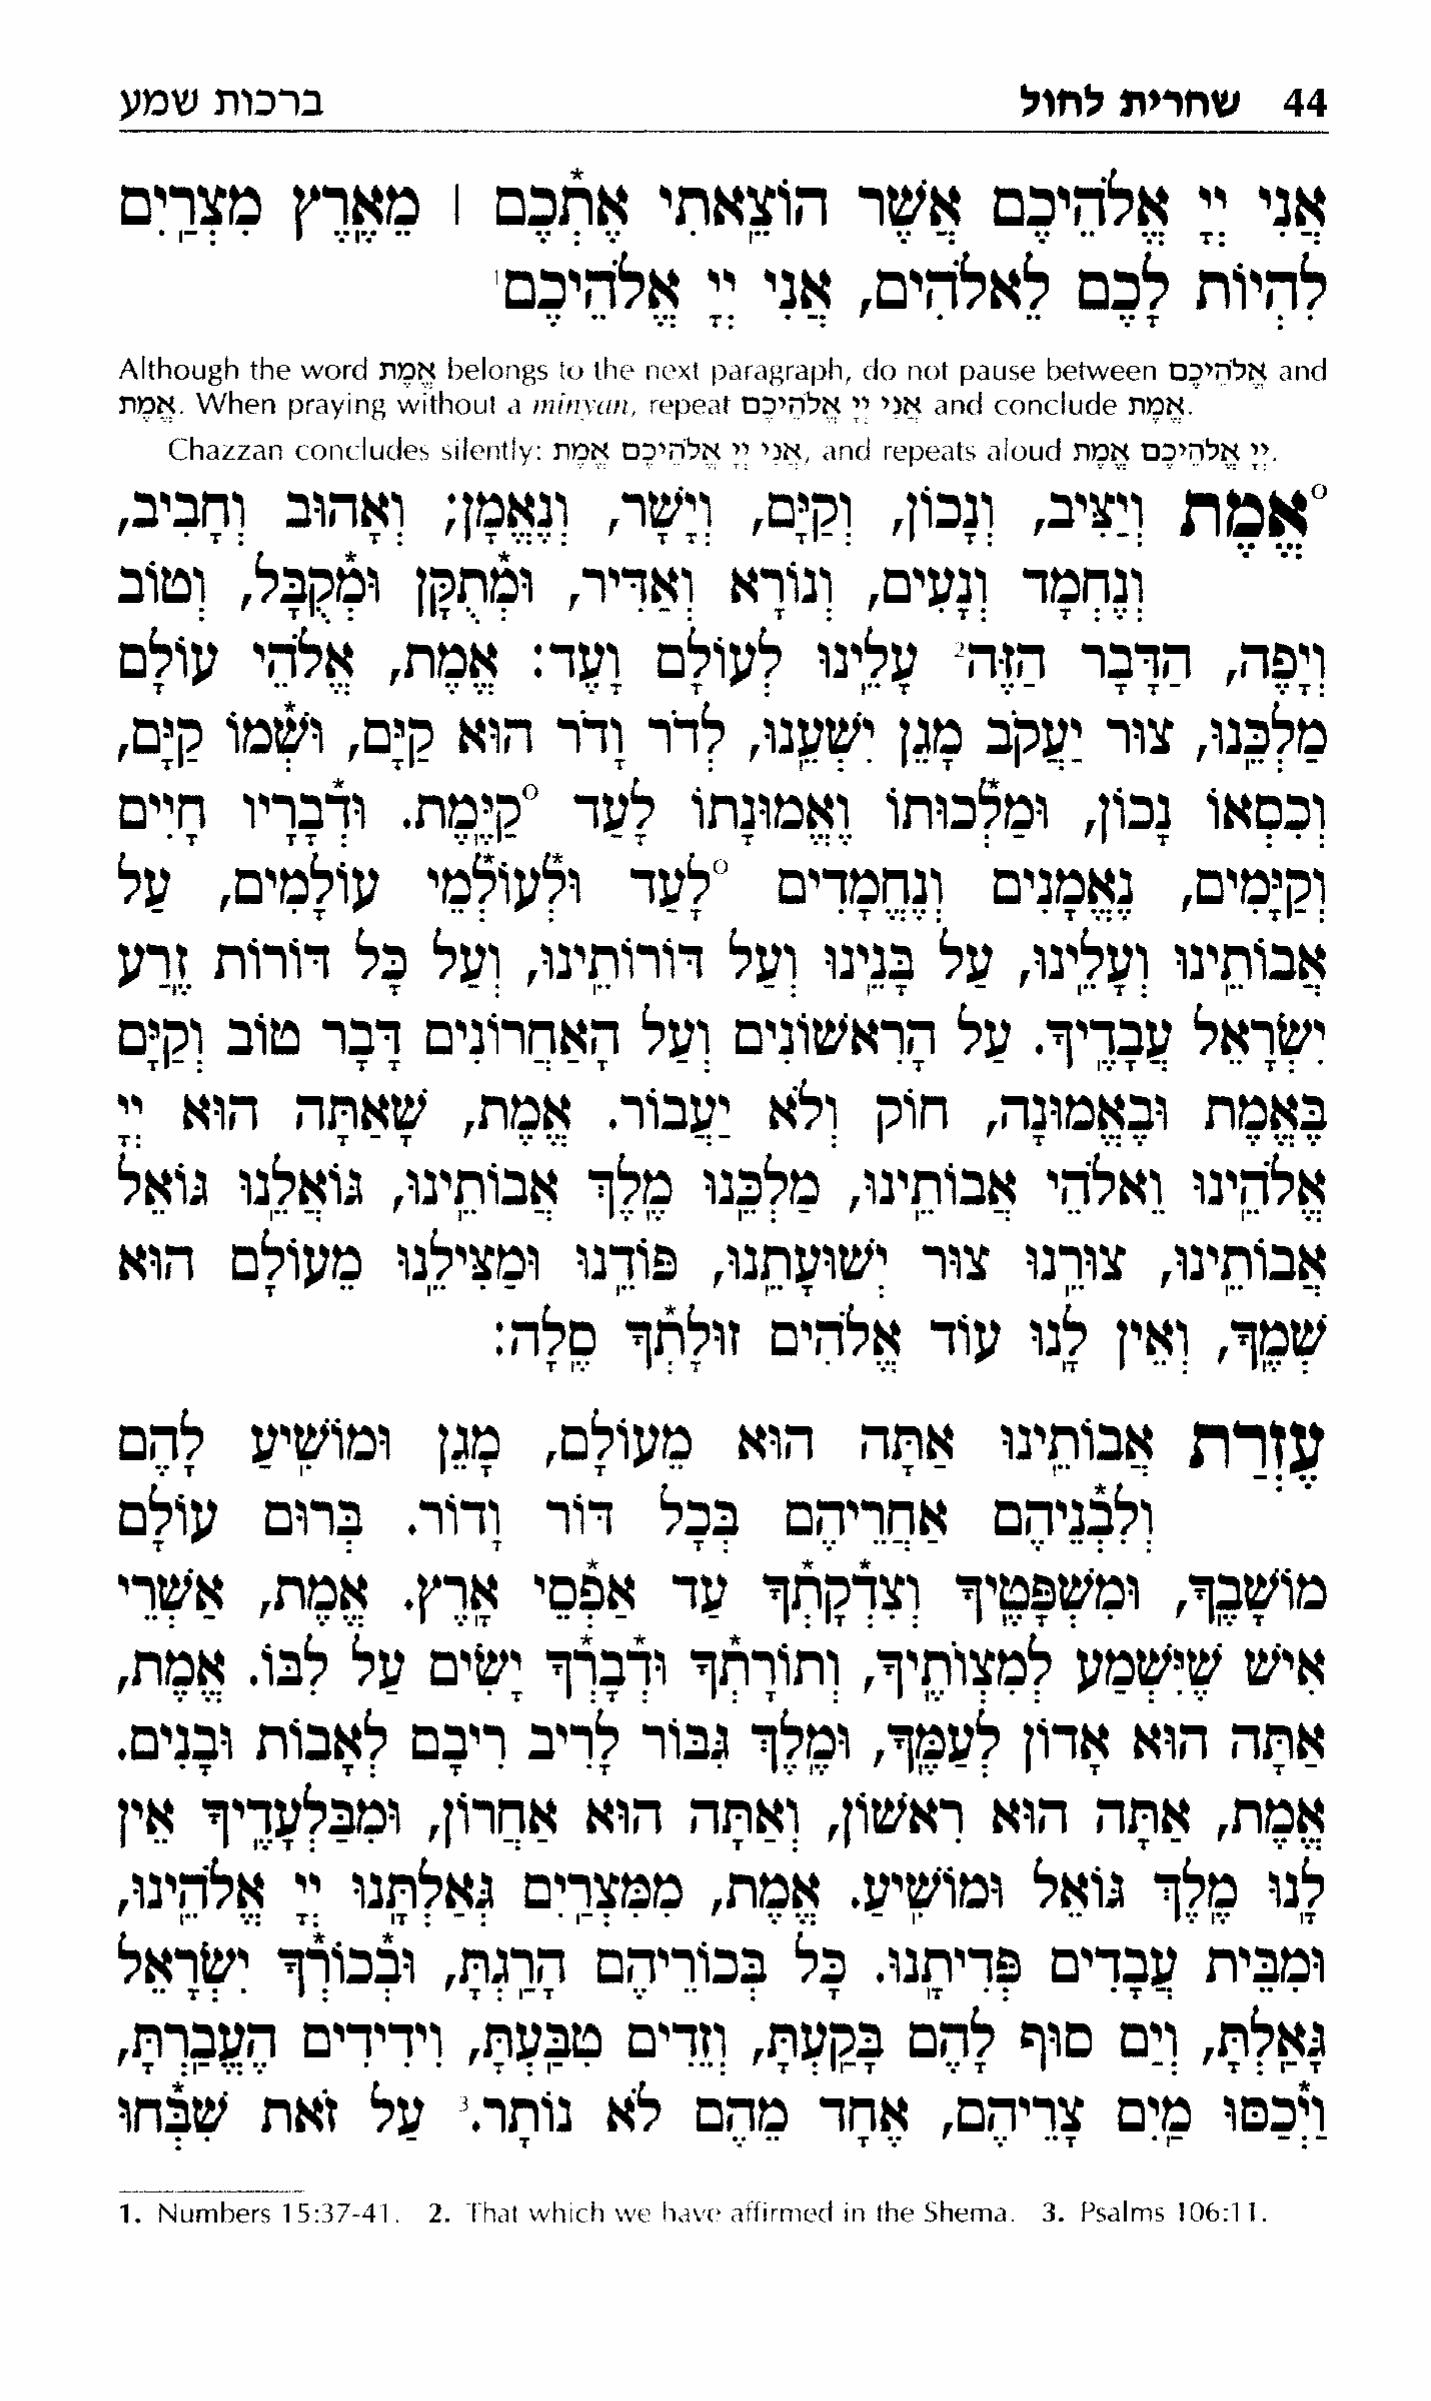 44 שחרית לחול ברכות שמע
אֲנִי יְיָ אֱלֹהֵיכֶם אֲשֶׁר הוֹצֵאתִי אֶתְכֶם | מֵאֶרֶץ מִצְרַיִם
לִהְיוֹת לָכֶם לֵאלֹהִים, אֲנִי יְיָ אֱלֹהֵיכֶם¹
Although the word אֱמֶת belongs to the next paragraph, do not pause between אֱלֹהֵיכֶם and
אֱמֶת. When praying without a minyan, repeat אֲנִי יְיָ אֱלֹהֵיכֶם and conclude אֱמֶת.
Chazzan concludes silently: אֲנִי יְיָ אֱלֹהֵיכֶם אֱמֶת, and repeats aloud יְיָ אֱלֹהֵיכֶם אֱמֶת.
°אֱמֶת וְיַצִּיב, וְנָכוֹן, וְקַיָּם, וְיָשָׁר, וְנֶאֱמָן; וְאָהוּב וְחָבִיב,
וְנֶחְמָד וְנָעִים, וְנוֹרָא וְאַדִּיר, וּמְ֯תֻקָּן וּמְ֯קֻבָּל, וְטוֹב
וְיָפֶה, הַדָּבָר הַזֶּה² עָלֵינוּ לְעוֹלָם וָעֶד: אֱמֶת, אֱלֹהֵי עוֹלָם
מַלְכֵּנוּ, צוּר יַעֲקֹב מָגֵן יִשְׁעֵנוּ, לְדֹר וָדֹר הוּא קַיָּם, וּשְׁ֯מוֹ קַיָּם,
וְכִסְאוֹ נָכוֹן, וּמַלְ֯כוּתוֹ וֶאֱמוּנָתוֹ לָעַד °קַיֶּמֶת. וּדְ֯בָרָיו חָיִים
וְקַיָּמִים, נֶאֱמָנִים וְנֶחֱמָדִים °לָעַד וּלְ֯עוֹלְ֯מֵי עוֹלָמִים, עַל
אֲבוֹתֵינוּ וְעָלֵינוּ, עַל בָּנֵינוּ וְעַל דּוֹרוֹתֵינוּ, וְעַל כָּל דּוֹרוֹת זֶרַע
יִשְׂרָאֵל עֲבָדֶיךָ. עַל הָרִאשׁוֹנִים וְעַל הָאַחֲרוֹנִים דָּבָר טוֹב וְקַיָּם
בֶּאֱמֶת וּבֶאֱמוּנָה, חוֹק וְלֹא יַעֲבוֹר. אֱמֶת, שָׁאַתָּה הוּא יְיָ
אֱלֹהֵינוּ וֵאלֹהֵי אֲבוֹתֵינוּ, מַלְכֵּנוּ מֶלֶךְ אֲבוֹתֵינוּ, גּוֹאֲלֵנוּ גּוֹאֵל
אֲבוֹתֵינוּ, צוּרֵנוּ צוּר יְשׁוּעָתֵנוּ, פּוֹדֵנוּ וּמַצִּילֵנוּ מֵעוֹלָם הוּא
שְׁמֶךָ, וְאֵין לָנוּ עוֹד אֱלֹהִים זוּלָתְ֯ךָ סֶלָה:
עֶזְרַת אֲבוֹתֵינוּ אַתָּה הוּא מֵעוֹלָם, מָגֵן וּמוֹשִׁיעַ לָהֶם
וְלִבְ֯נֵיהֶם אַחֲרֵיהֶם בְּכָל דּוֹר וָדוֹר. בְּרוּם עוֹלָם
מוֹשָׁבֶךָ, וּמִשְׁפָּטֶיךָ וְצִדְ֯קָתְ֯ךָ עַד אַפְ֯סֵי אָרֶץ. אֱמֶת, אַשְׁרֵי
אִישׁ שֶׁיִּשְׁמַע לְמִצְוֹתֶיךָ, וְתוֹרָתְ֯ךָ וּדְ֯בָרְ֯ךָ יָשִׂים עַל לִבּוֹ. אֱמֶת,
אַתָּה הוּא אָדוֹן לְעַמֶּךָ, וּמֶלֶךְ גִּבּוֹר לָרִיב רִיבָם לְאָבוֹת וּבָנִים.
אֱמֶת, אַתָּה הוּא רִאשׁוֹן, וְאַתָּה הוּא אַחֲרוֹן, וּמִבַּלְעָדֶיךָ אֵין
לָנוּ מֶלֶךְ גּוֹאֵל וּמוֹשִׁיעַ. אֱמֶת, מִמִּצְרַיִם גְּאַלְתָּנוּ יְיָ אֱלֹהֵינוּ,
וּמִבֵּית עֲבָדִים פְּדִיתָנוּ. כָּל בְּכוֹרֵיהֶם הָרַגְתָּ, וּבְ֯כוֹרְ֯ךָ יִשְׂרָאֵל
גָּאַלְתָּ, וְיַם סוּף לָהֶם בָּקַעְתָּ, וְזֵדִים טִבַּעְתָּ, וִידִידִים הֶעֱבַרְתָּ,
וַיְ֯כַסּוּ מַיִם צָרֵיהֶם, אֶחָד מֵהֶם לֹא נוֹתָר.³ עַל זֹאת שִׁבְּ֯חוּ
1. Numbers 15:37-41. 2. That which we have affirmed in the Shema. 3. Psalms 106:11.